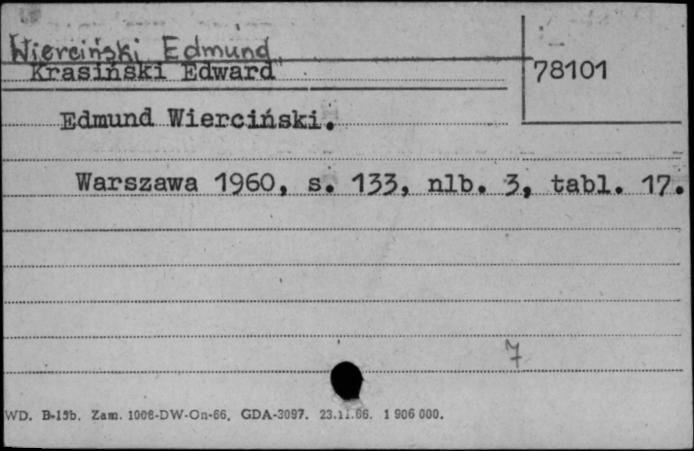 Wierciński Edmund
Krasiński Edward
78101
Edmund Wierciński.
Warszawa 1960, s. 133, nlb. 3, tabl. 17.
7
WD. B-15b. Zam. 1006-DW-On-66. GDA-3097. 23.11.66. 1 906 000.